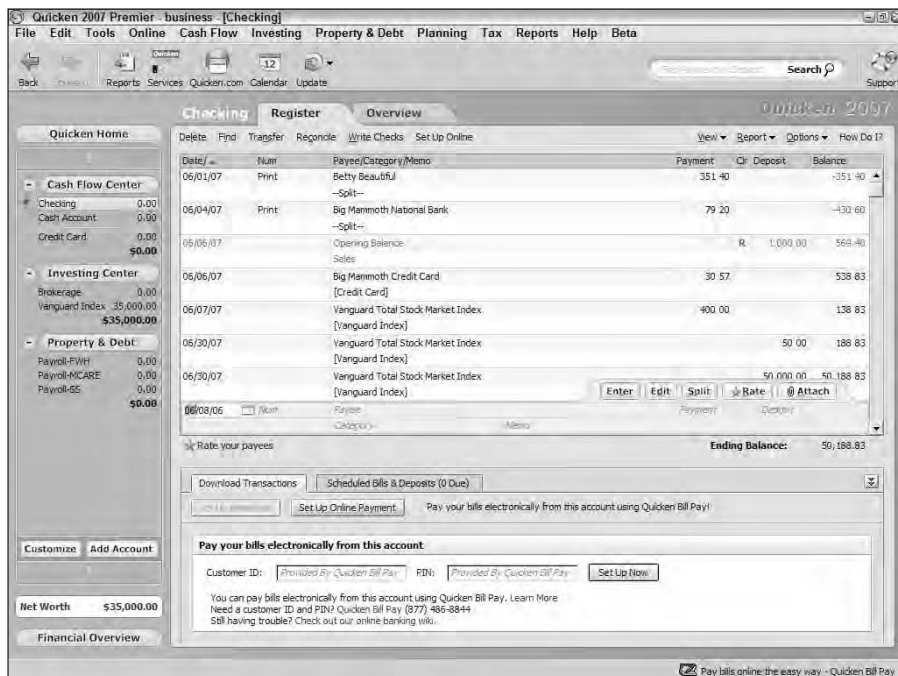 Quicken 2007 Premier - business - [Checking]
File Edit Tools Online Cash Flow Investing Property & Debt Planning Tax Reports Help Beta
Quicken
12
Back Reports Services Quicken.com Calendar Update Search Support
Checking Register Overview Quicken 2007
Quicken Home
Delete Find Transfer Reconcile Write Checks Set Up Online View Report Options How Do I?
Date/ Num Payee/Category/Memo Payment Clr Deposit Balance
06/01/07 Print Betty Beautiful 351 40 -351 40
--Split--
06/04/07 Print Big Mammoth National Bank 79 20 -430 60
--Split--
06/06/07 Opening Balance R 1,000 00 569 40
Sales
06/06/07 Big Mammoth Credit Card 30 57 538 83
[Credit Card]
06/07/07 Vanguard Total Stock Market Index 400 00 138 83
[Vanguard Index]
06/30/07 Vanguard Total Stock Market Index 50 00 188 83
[Vanguard Index]
06/30/07 Vanguard Total Stock Market Index 50 000 00 50 188 83
[Vanguard Index] Enter Edit Split Rate Attach
06/08/06 Num Payee Payment Deposit
Category Memo
Rate your payees Ending Balance: 50,188.83
- Cash Flow Center
Checking 0.00
Cash Account 0.00
Credit Card 0.00
$0.00
- Investing Center
Brokerage 0.00
Vanguard Index 35,000.00
$35,000.00
- Property & Debt
Payroll-FWH 0.00
Payroll-MCARE 0.00
Payroll-SS 0.00
$0.00
Customize Add Account
Net Worth $35,000.00
Financial Overview
Download Transactions Scheduled Bills & Deposits (0 Due)
Set Up Online Payment Pay your bills electronically from this account using Quicken Bill Pay!
Pay your bills electronically from this account
Customer ID: Provided By Quicken Bill Pay PIN: Provided By Quicken Bill Pay Set Up Now
You can pay bills electronically from this account using Quicken Bill Pay. Learn More
Need a customer ID and PIN? Quicken Bill Pay (877) 486-8844
Still having trouble? Check out our online banking wiki.
Pay bills online the easy way - Quicken Bill Pay